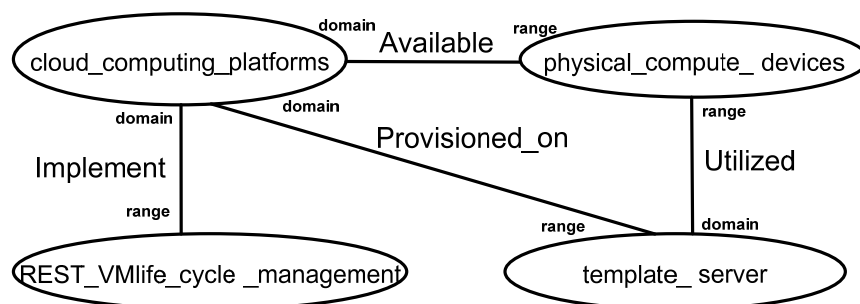 domain
Available
range
cloud_computing_platforms
physical_compute_ devices
domain
domain
range
Provisioned_on
Implement
Utilized
range
range
domain
REST_VMlife_cycle _management
template_ server